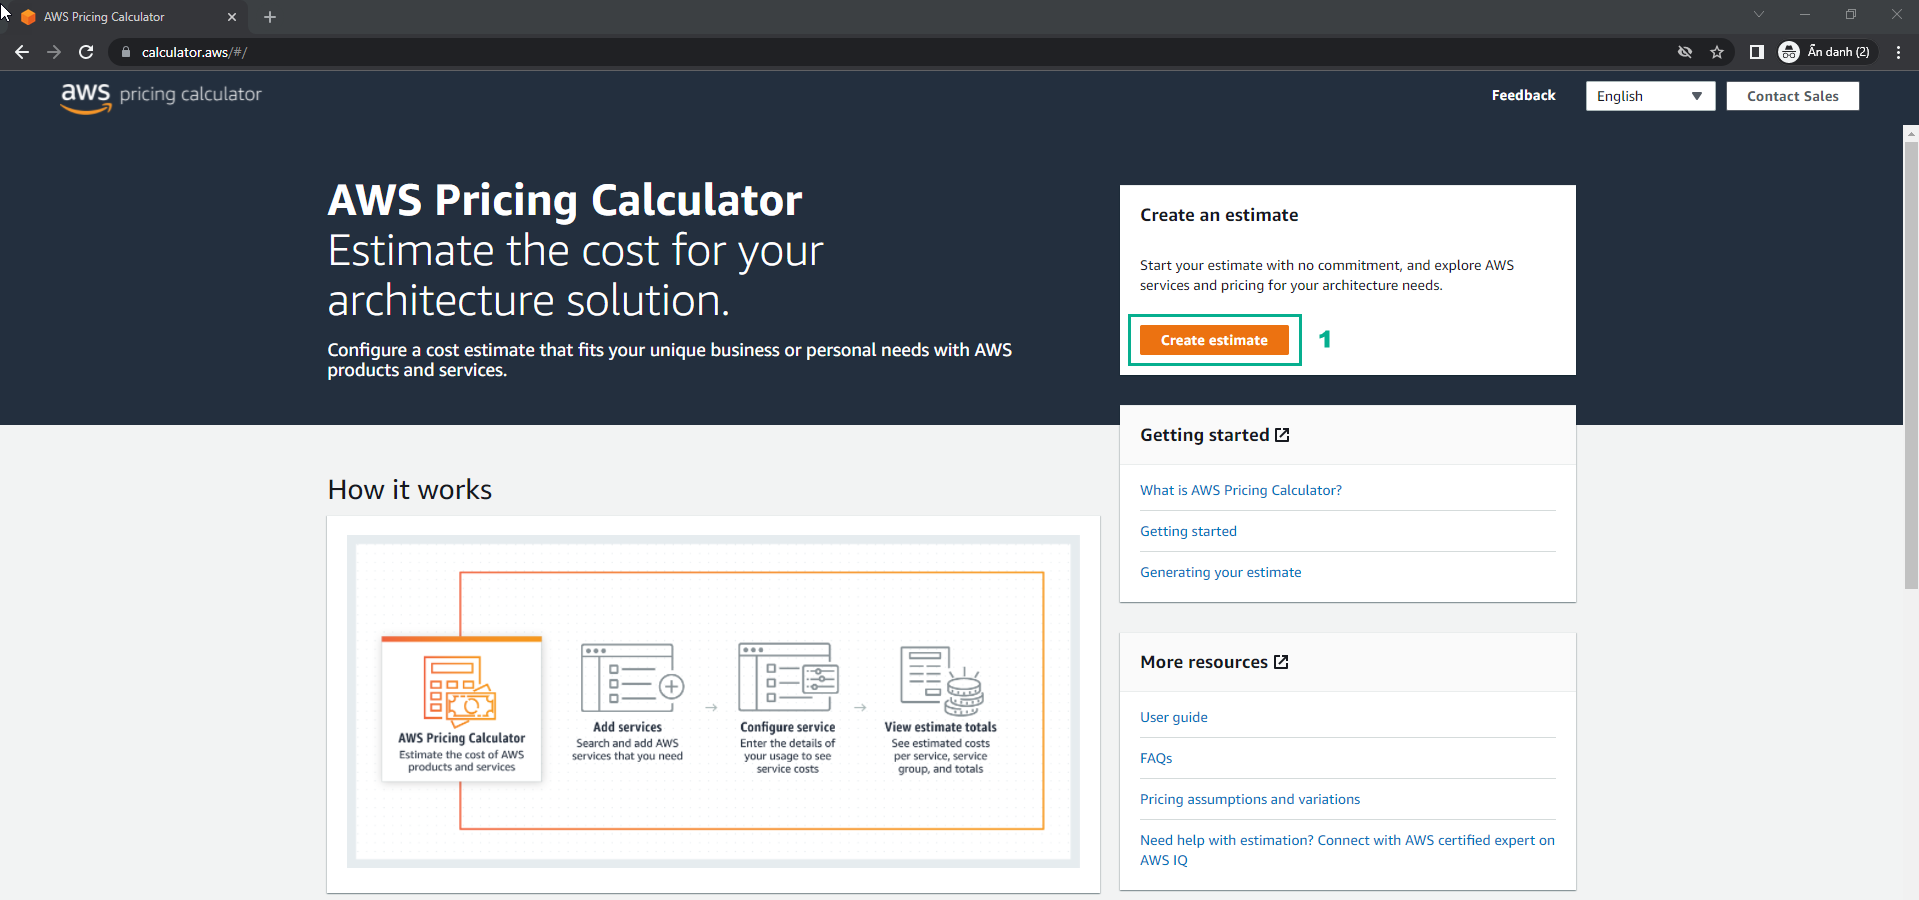 AWS Pricing Calculator
calculator.aws/#/
Ẩn danh (2)
aws pricing calculator
Feedback
English
Contact Sales
AWS Pricing Calculator
Estimate the cost for your
architecture solution.
Configure a cost estimate that fits your unique business or personal needs with AWS
products and services.
Create an estimate
Start your estimate with no commitment, and explore AWS
services and pricing for your architecture needs.
Create estimate
1
Getting started
What is AWS Pricing Calculator?
Getting started
Generating your estimate
How it works
AWS Pricing Calculator
Estimate the cost of AWS
products and services
Add services
Search and add AWS
services that you need
Configure service
Enter the details of
your usage to see
service costs
View estimate totals
See estimated costs
per service, service
group, and totals
More resources
User guide
FAQs
Pricing assumptions and variations
Need help with estimation? Connect with AWS certified expert on
AWS IQ